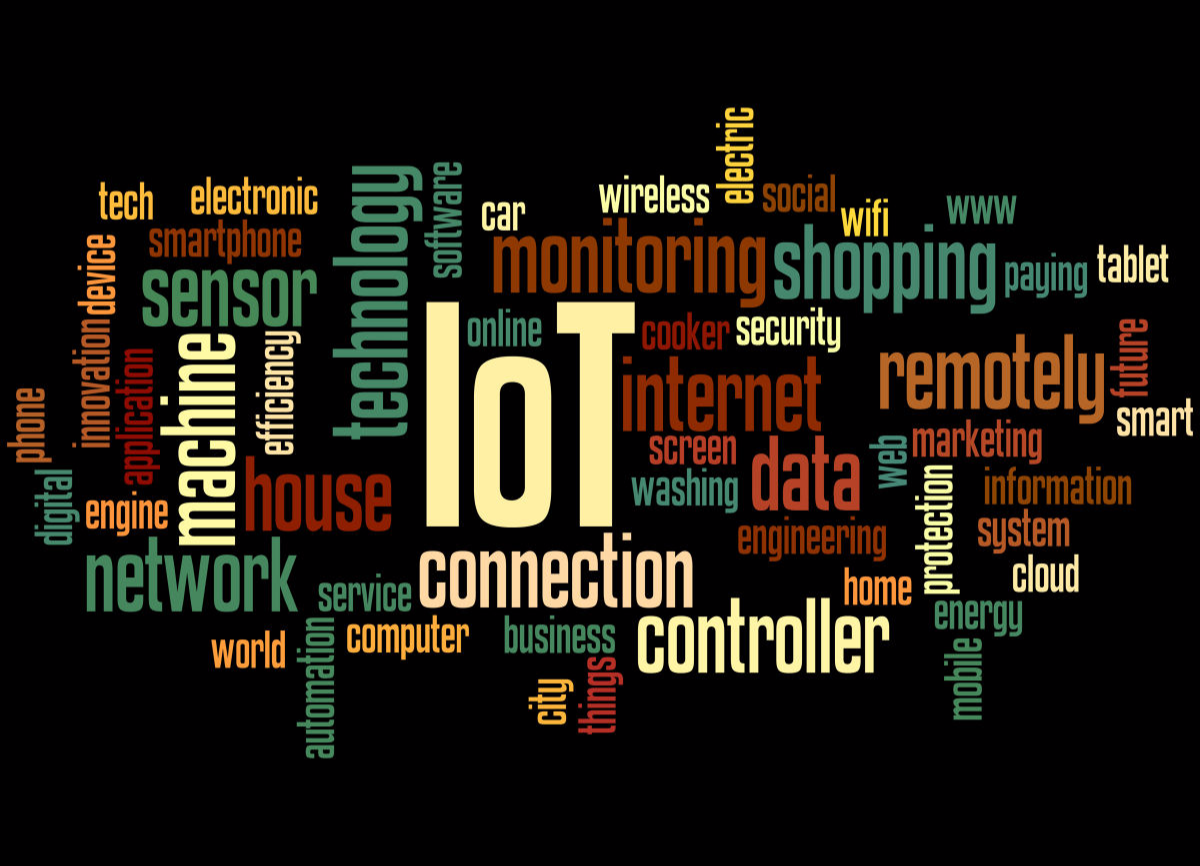 electric
tech
electronic
technology
software
car
wireless
social
wifi
www
smartphone
device
sensor
monitoring
shopping
paying
tablet
IoT
online
cooker
security
innovation
application
machine
efficiency
internet
remotely
future
smart
phone
screen
data
web
marketing
digital
engine
house
washing
information
protection
engineering
system
network
service
connection
home
cloud
energy
world
automation
computer
business
controller
mobile
city
things